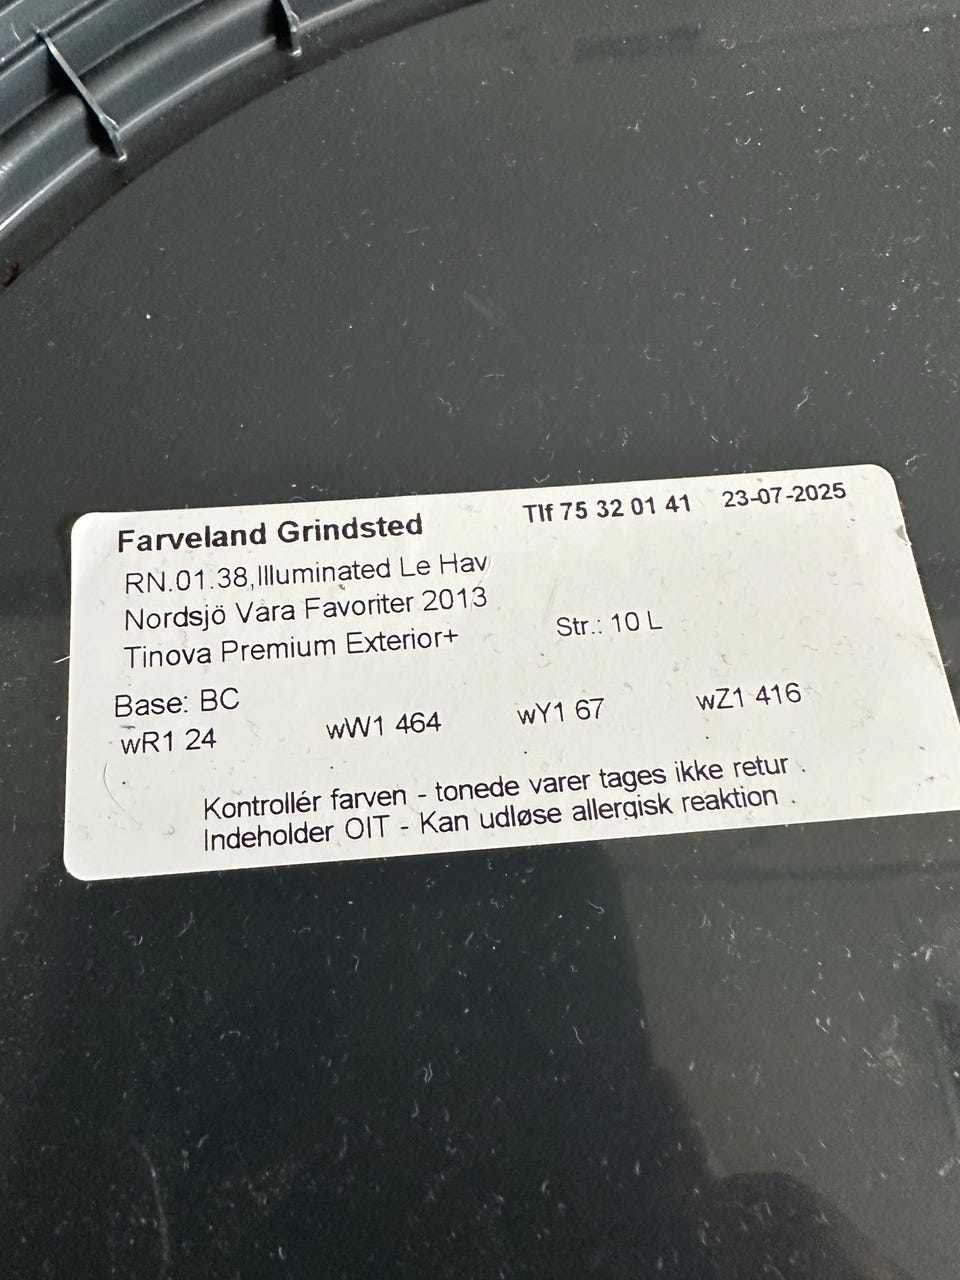 Farveland Grindsted Tlf 75 32 01 41 23-07-2025
RN.01.38,Illuminated Le Hav
Nordsjö Våra Favoriter 2013
Tinova Premium Exterior+ Str.: 10 L
Base: BC
wR1 24 wW1 464 wY1 67 wZ1 416
Kontrollér farven - tonede varer tages ikke retur .
Indeholder OIT - Kan udløse allergisk reaktion .